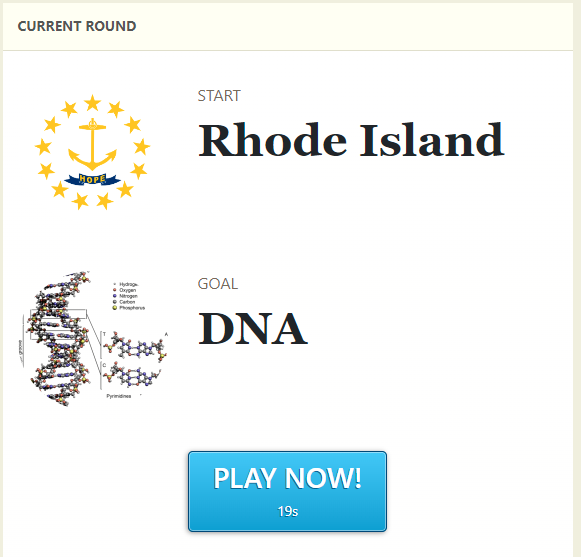 CURRENT ROUND
START
Rhode Island
HOPE
GOAL
DNA
Hydrogen
Oxygen
Nitrogen
Carbon
Phosphorus
T
A
C
Pyrimidines
PLAY NOW!
19s